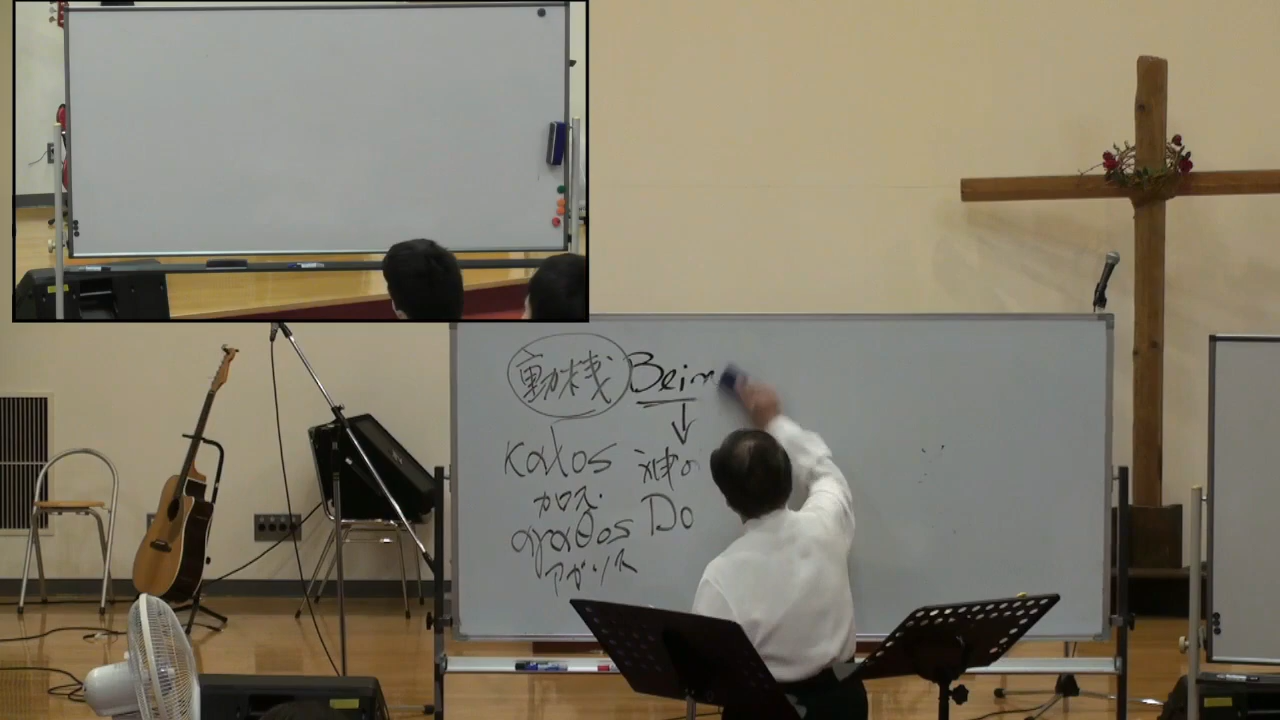 動機 Bein
καλος 神の
カロス Do
αγαθος
アガソス